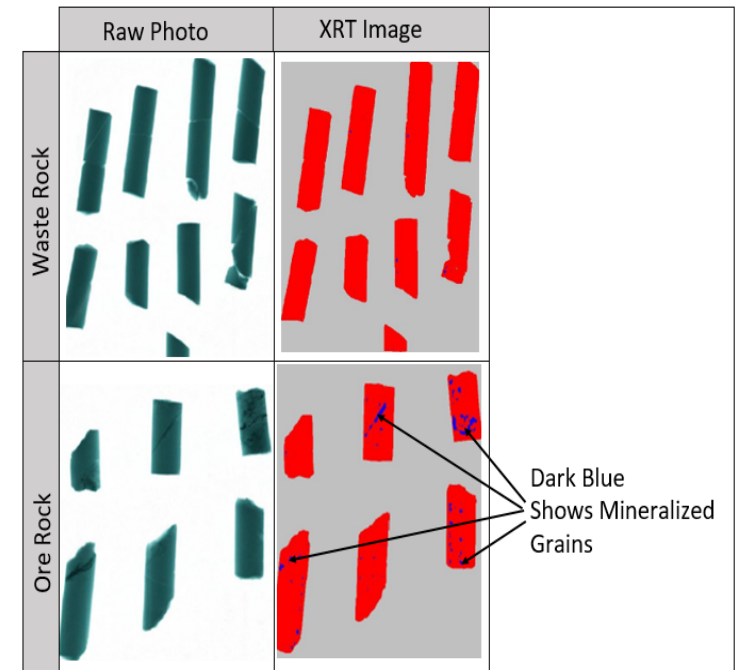 Raw Photo
XRT Image
Waste Rock
Ore Rock
Dark Blue
Shows Mineralized
Grains